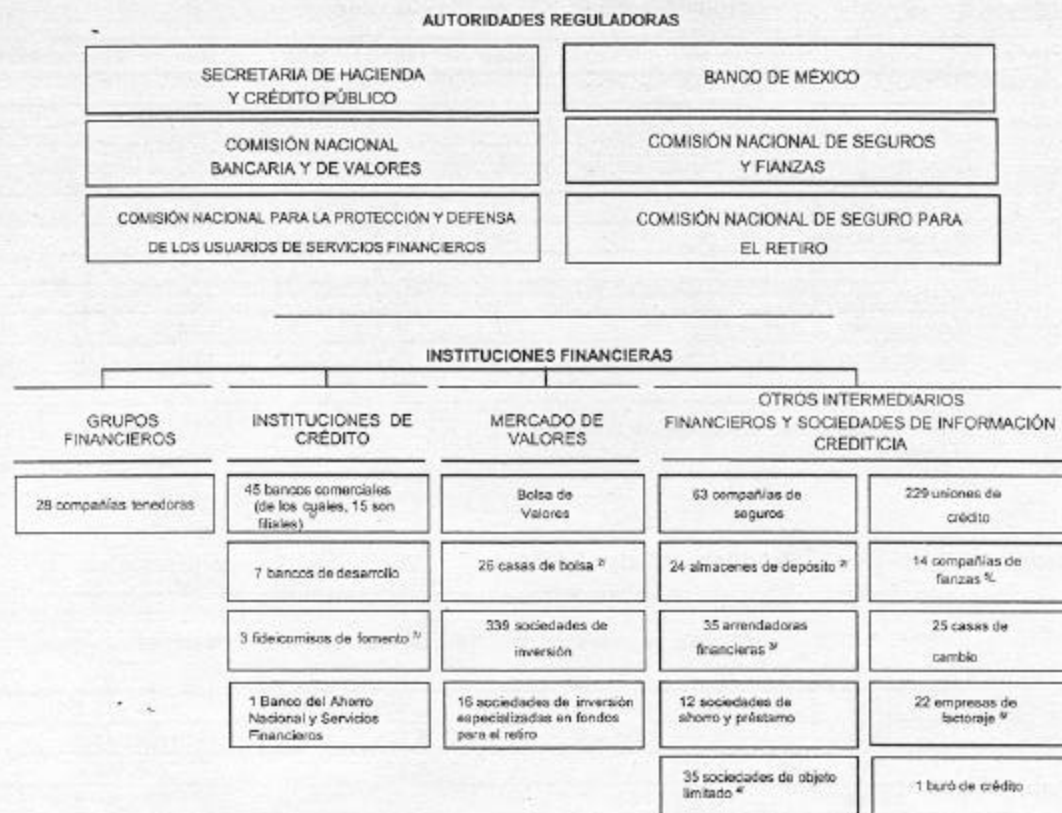 AUTORIDADES REGULADORAS
SECRETARIA DE HACIENDA
Y CRÉDITO PÚBLICO
BANCO DE MÉXICO
COMISIÓN NACIONAL
BANCARIA Y DE VALORES
COMISIÓN NACIONAL DE SEGUROS
Y FIANZAS
COMISIÓN NACIONAL PARA LA PROTECCIÓN Y DEFENSA
DE LOS USUARIOS DE SERVICIOS FINANCIEROS
COMISIÓN NACIONAL DE SEGURO PARA
EL RETIRO
INSTITUCIONES FINANCIERAS
GRUPOS
FINANCIEROS
28 compañías tenedoras
INSTITUCIONES DE
CRÉDITO
45 bancos comerciales
(de los cuales, 15 son
filiales)
7 bancos de desarrollo
3 fideicomisos de fomento
1 Banco del Ahorro
Nacional y Servicios
Financieros
MERCADO DE
VALORES
Bolsa de
Valores
26 casas de bolsa 2/
339 sociedades de
inversión
16 sociedades de inversión
especializadas en fondos
para el retiro
OTROS INTERMEDIARIOS
FINANCIEROS Y SOCIEDADES DE INFORMACIÓN
CREDITICIA
63 compañías de
seguros
229 uniones de
crédito
24 almacenes de depósito
14 compañías de
fianzas
35 arrendadoras
financieras 3/
25 casas de
cambio
12 sociedades de
ahorro y préstamo
22 empresas de
factoraje
35 sociedades de objeto
limitado 4/
1 buró de crédito